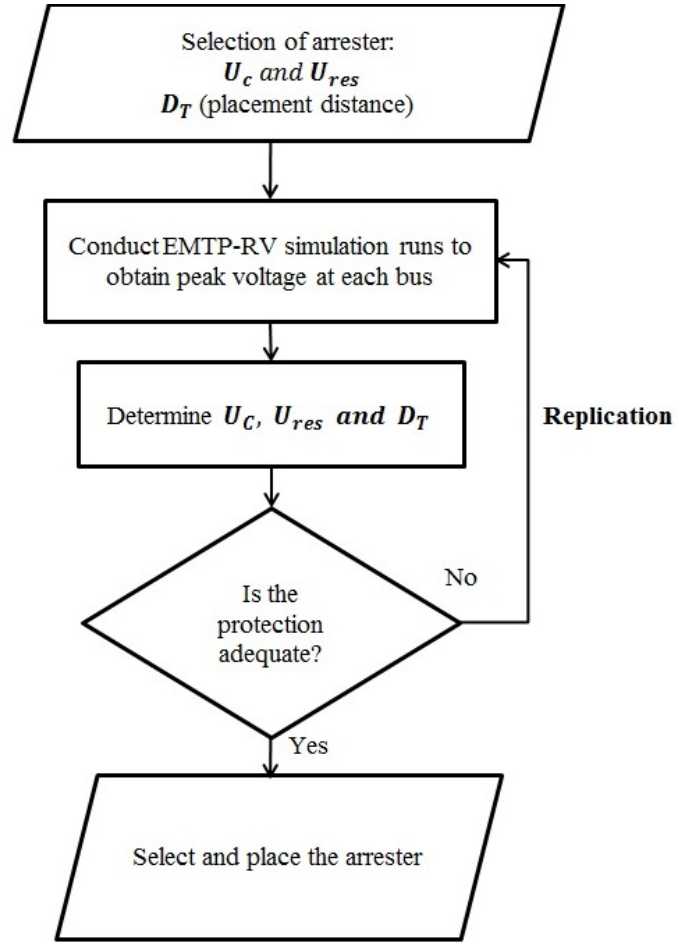 Selection of arrester:
U_c and U_res
D_T (placement distance)
Conduct EMTP-RV simulation runs to
obtain peak voltage at each bus
Determine U_C, U_res and D_T
Replication
No
Is the
protection
adequate?
Yes
Select and place the arrester